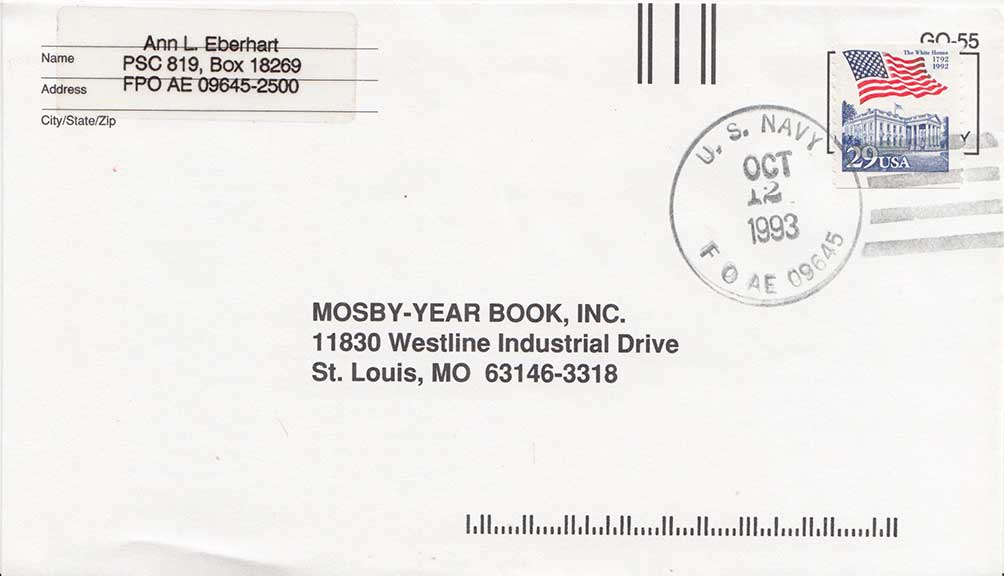 Ann L. Eberhart
Name
PSC 819, Box 18269
Address
FPO AE 09645-2500
City/State/Zip
GO-55
The White House
1792
1992
29 USA
Y
U. S. NAVY
OCT
12
1993
F O AE 09645
MOSBY-YEAR BOOK, INC.
11830 Westline Industrial Drive
St. Louis, MO 63146-3318